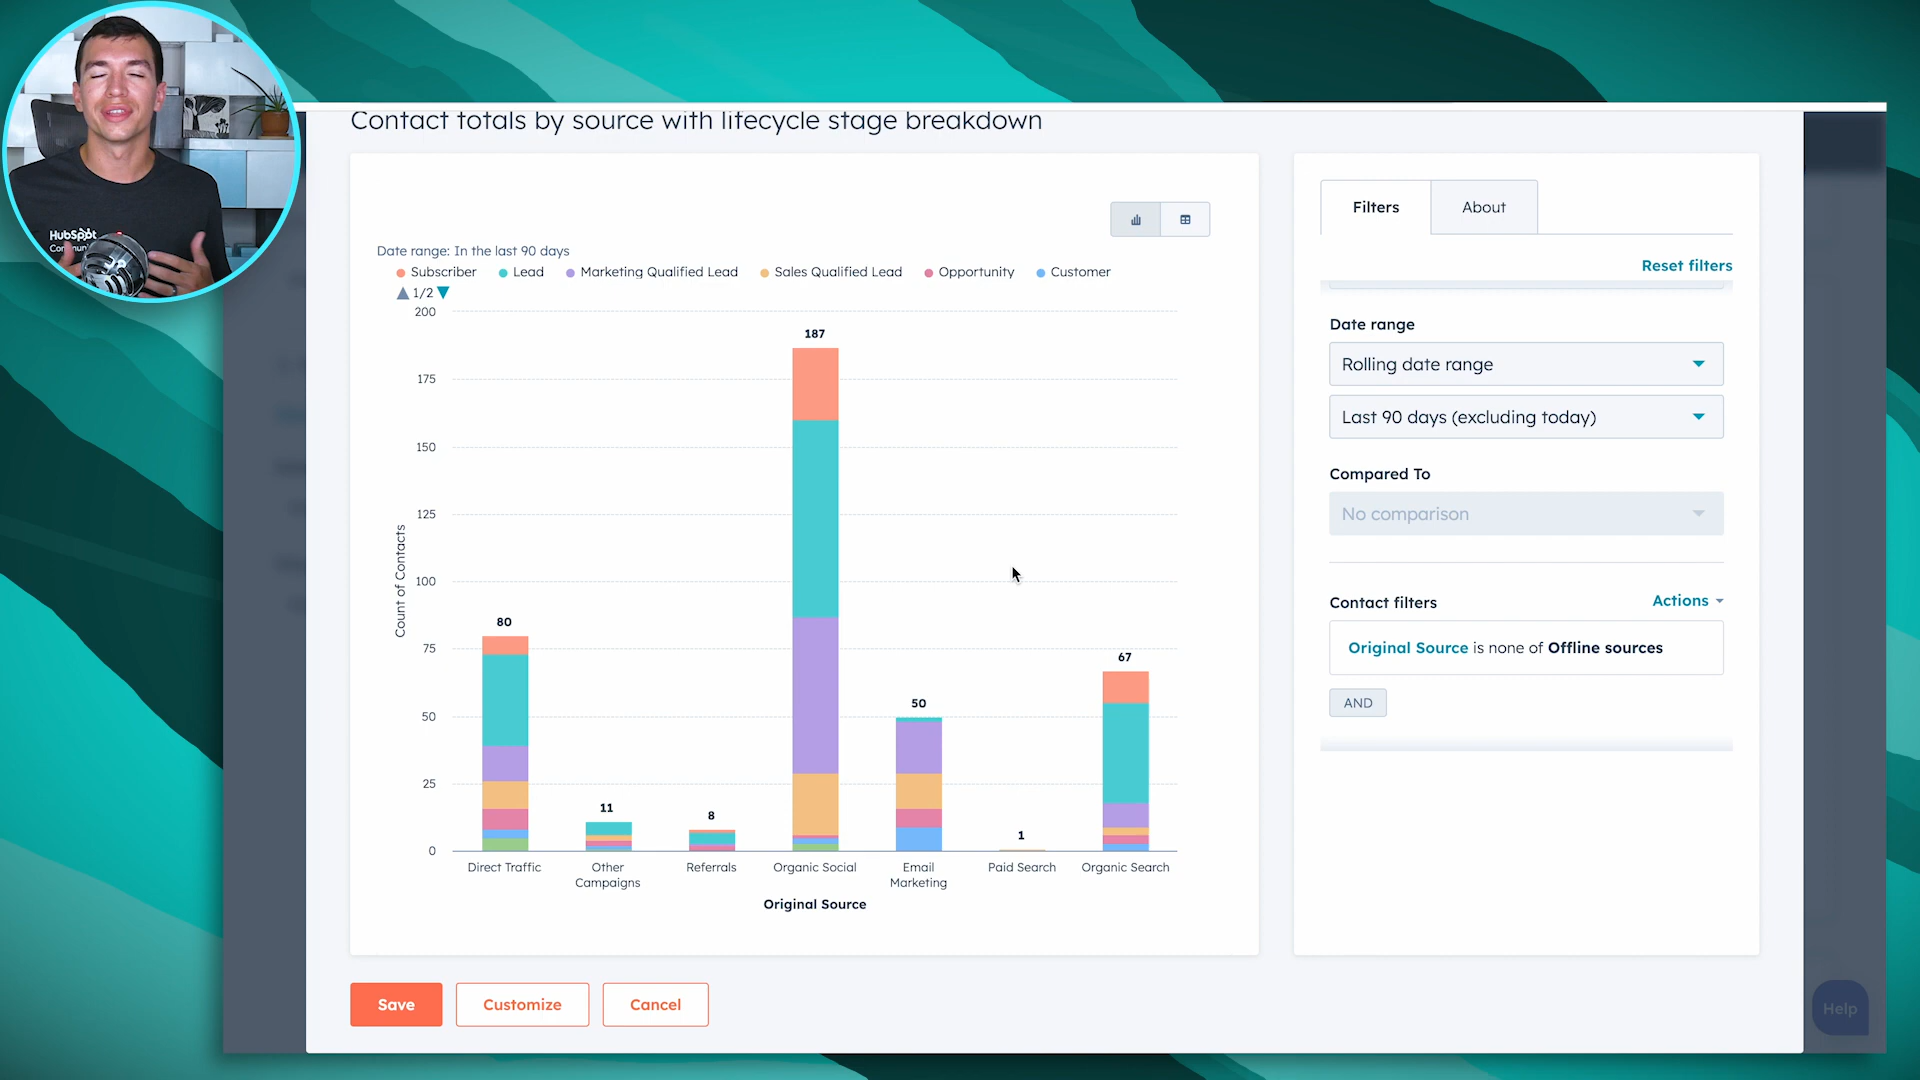 HubSpot
Contact totals by source with lifecycle stage breakdown
Date range: In the last 90 days
Subscriber Lead Marketing Qualified Lead Sales Qualified Lead Opportunity Customer
1/2
200
175
150
125
100
75
50
25
0
Count of Contacts
80
11
8
187
50
1
67
Direct Traffic
Other
Campaigns
Referrals
Organic Social
Email
Marketing
Paid Search
Organic Search
Original Source
Filters
About
Reset filters
Date range
Rolling date range
Last 90 days (excluding today)
Compared To
No comparison
Contact filters
Actions
Original Source is none of Offline sources
AND
Save
Customize
Cancel
Help